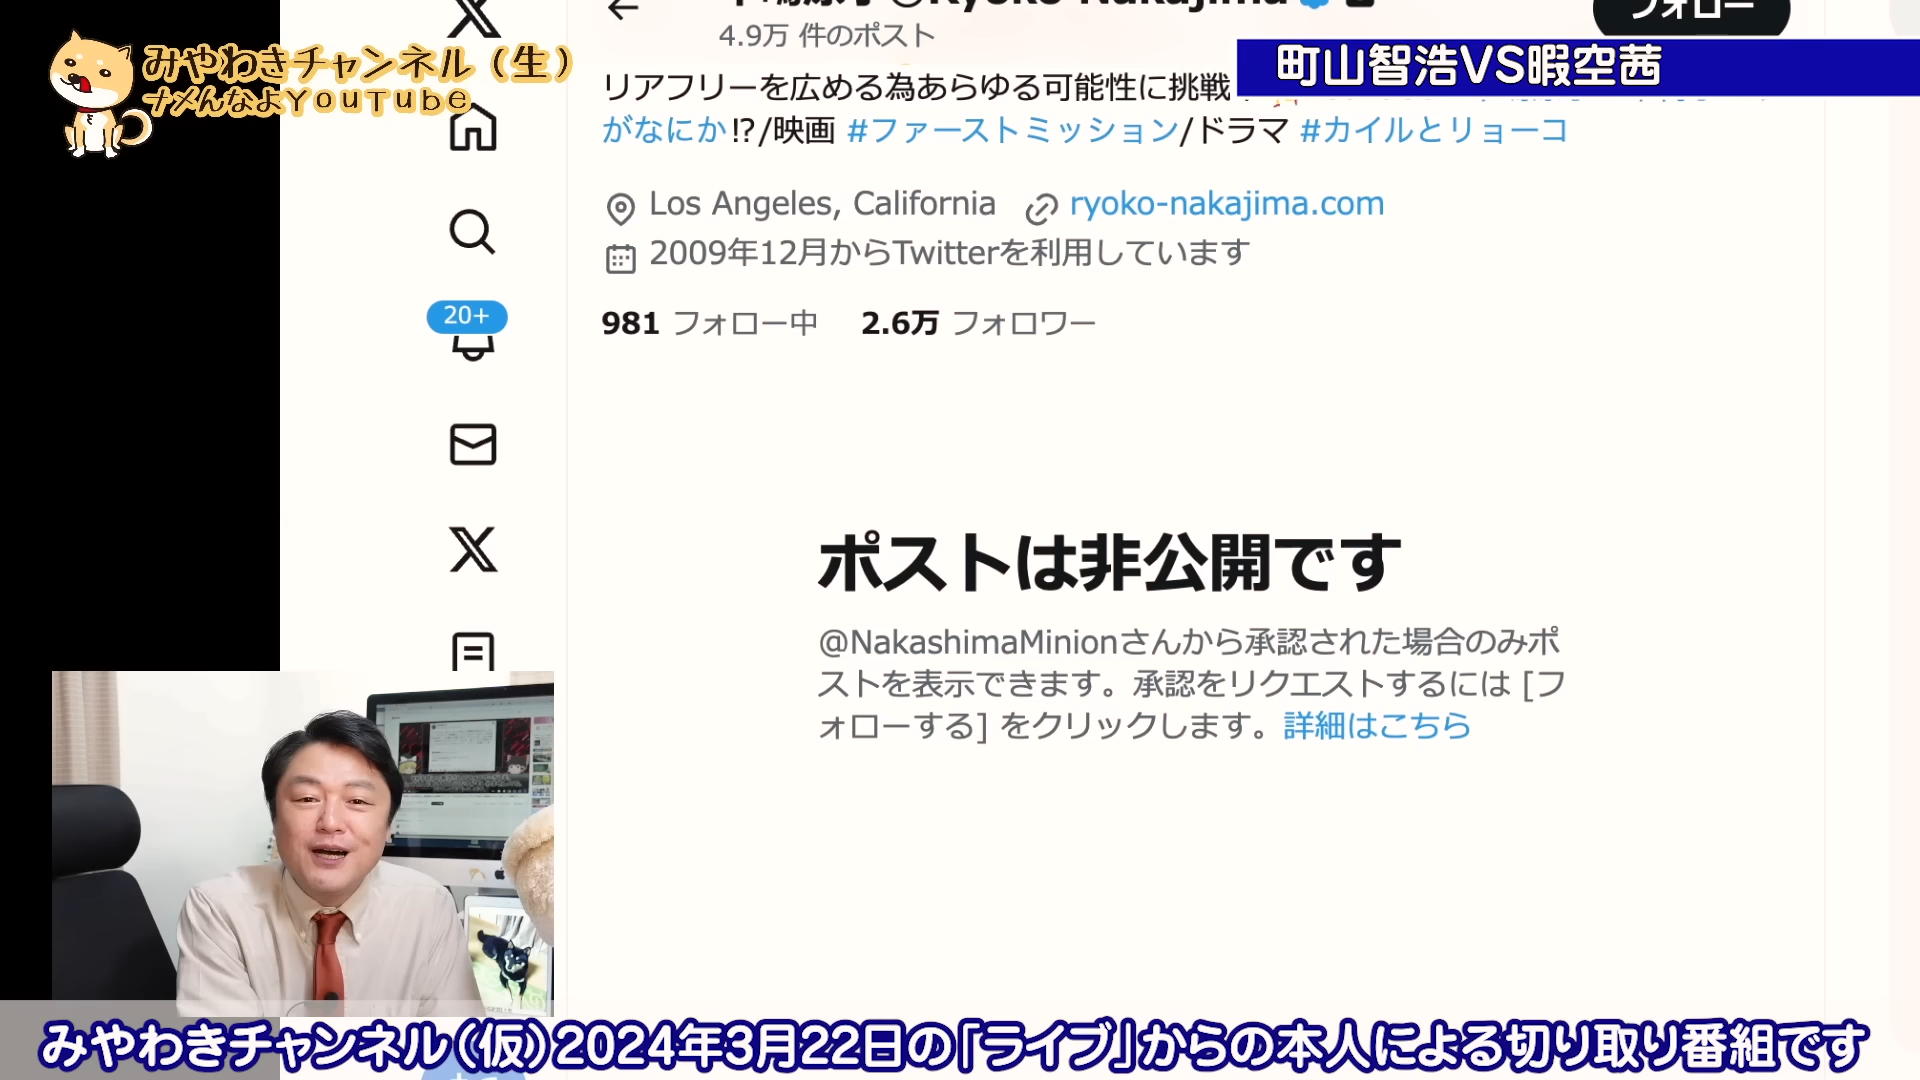 みやわきチャンネル(生)
ナメんなよYouTube
町山智浩VS暇空茜
4.9万 件のポスト
フォロー
リアフリーを広める為あらゆる可能性に挑戦
がなにか⁉/映画 #ファーストミッション/ドラマ #カイルとリョーコ
Los Angeles, California ryoko-nakajima.com
2009年12月からTwitterを利用しています
981 フォロー中 2.6万 フォロワー
20+
ポストは非公開です
@NakashimaMinionさんから承認された場合のみポ
ストを表示できます。承認をリクエストするには [フ
ォローする] をクリックします。詳細はこちら
みやわきチャンネル(仮)2024年3月22日の「ライブ」からの本人による切り取り番組です